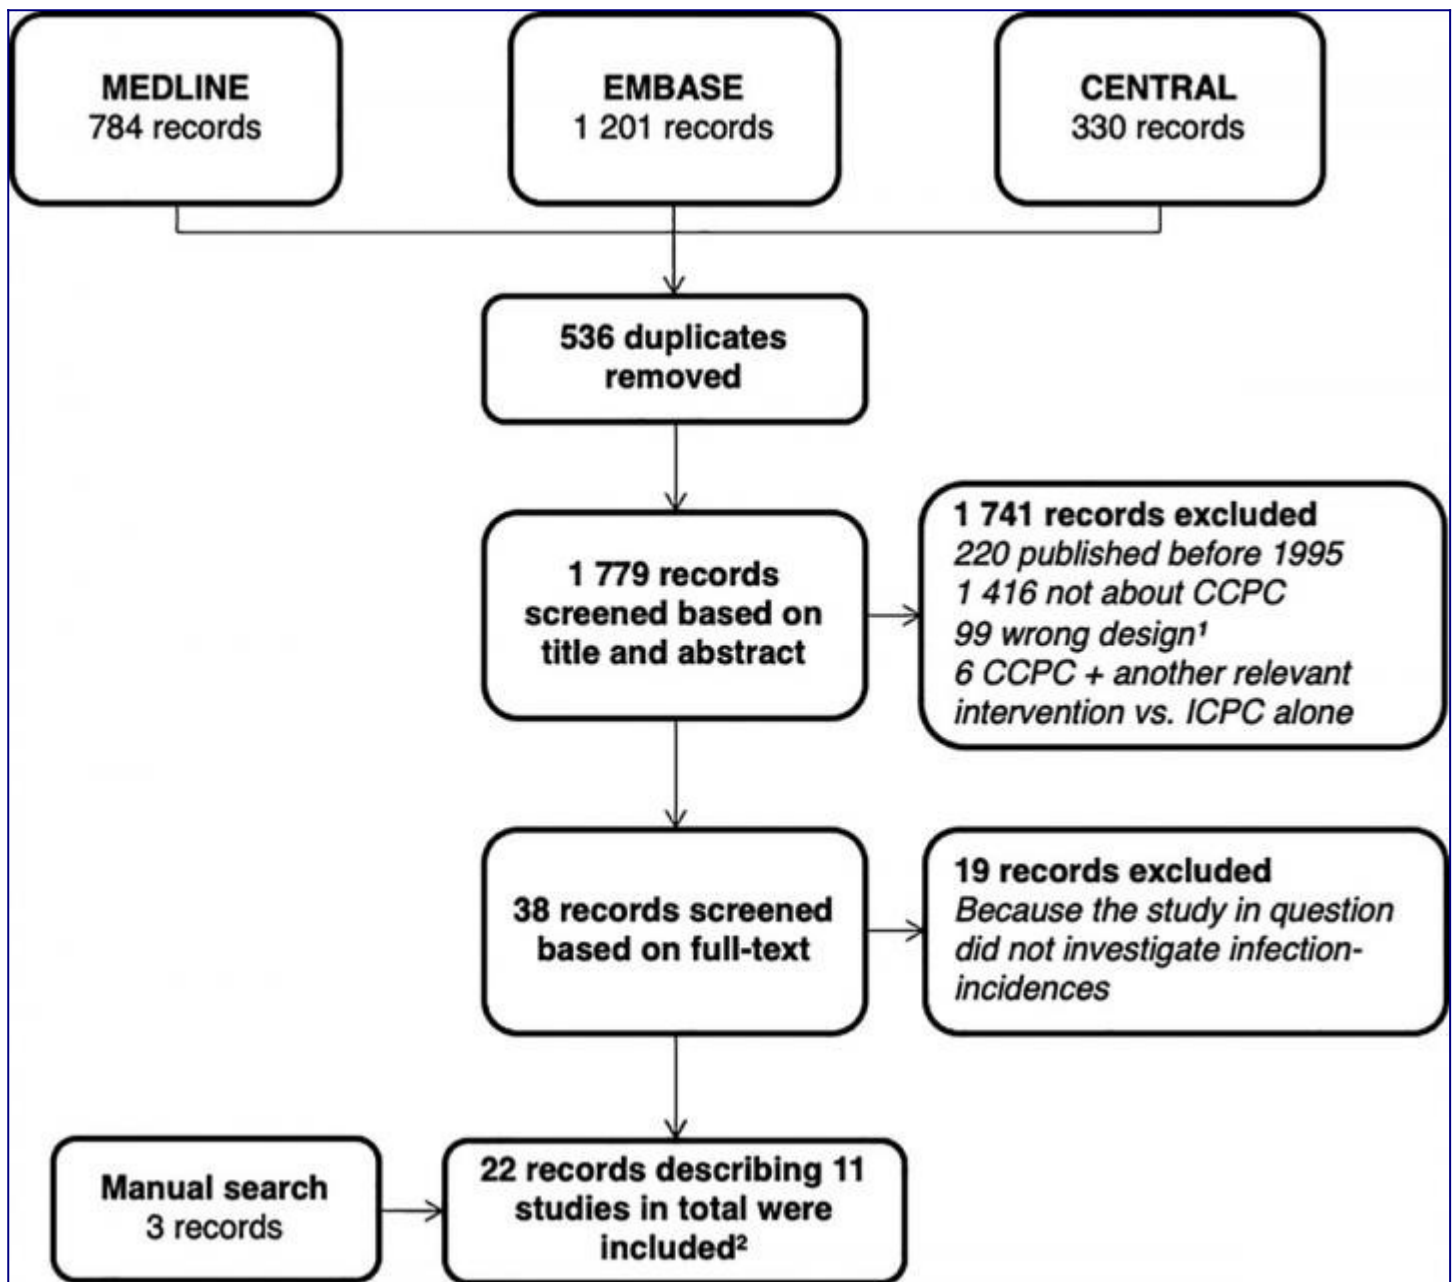 MEDLINE
784 records
EMBASE
1 201 records
CENTRAL
330 records
536 duplicates
removed
1 779 records
screened based on
title and abstract
1 741 records excluded
220 published before 1995
1 416 not about CCPC
99 wrong design¹
6 CCPC + another relevant
intervention vs. ICPC alone
38 records screened
based on full-text
19 records excluded
Because the study in question
did not investigate infection-
incidences
Manual search
3 records
22 records describing 11
studies in total were
included²